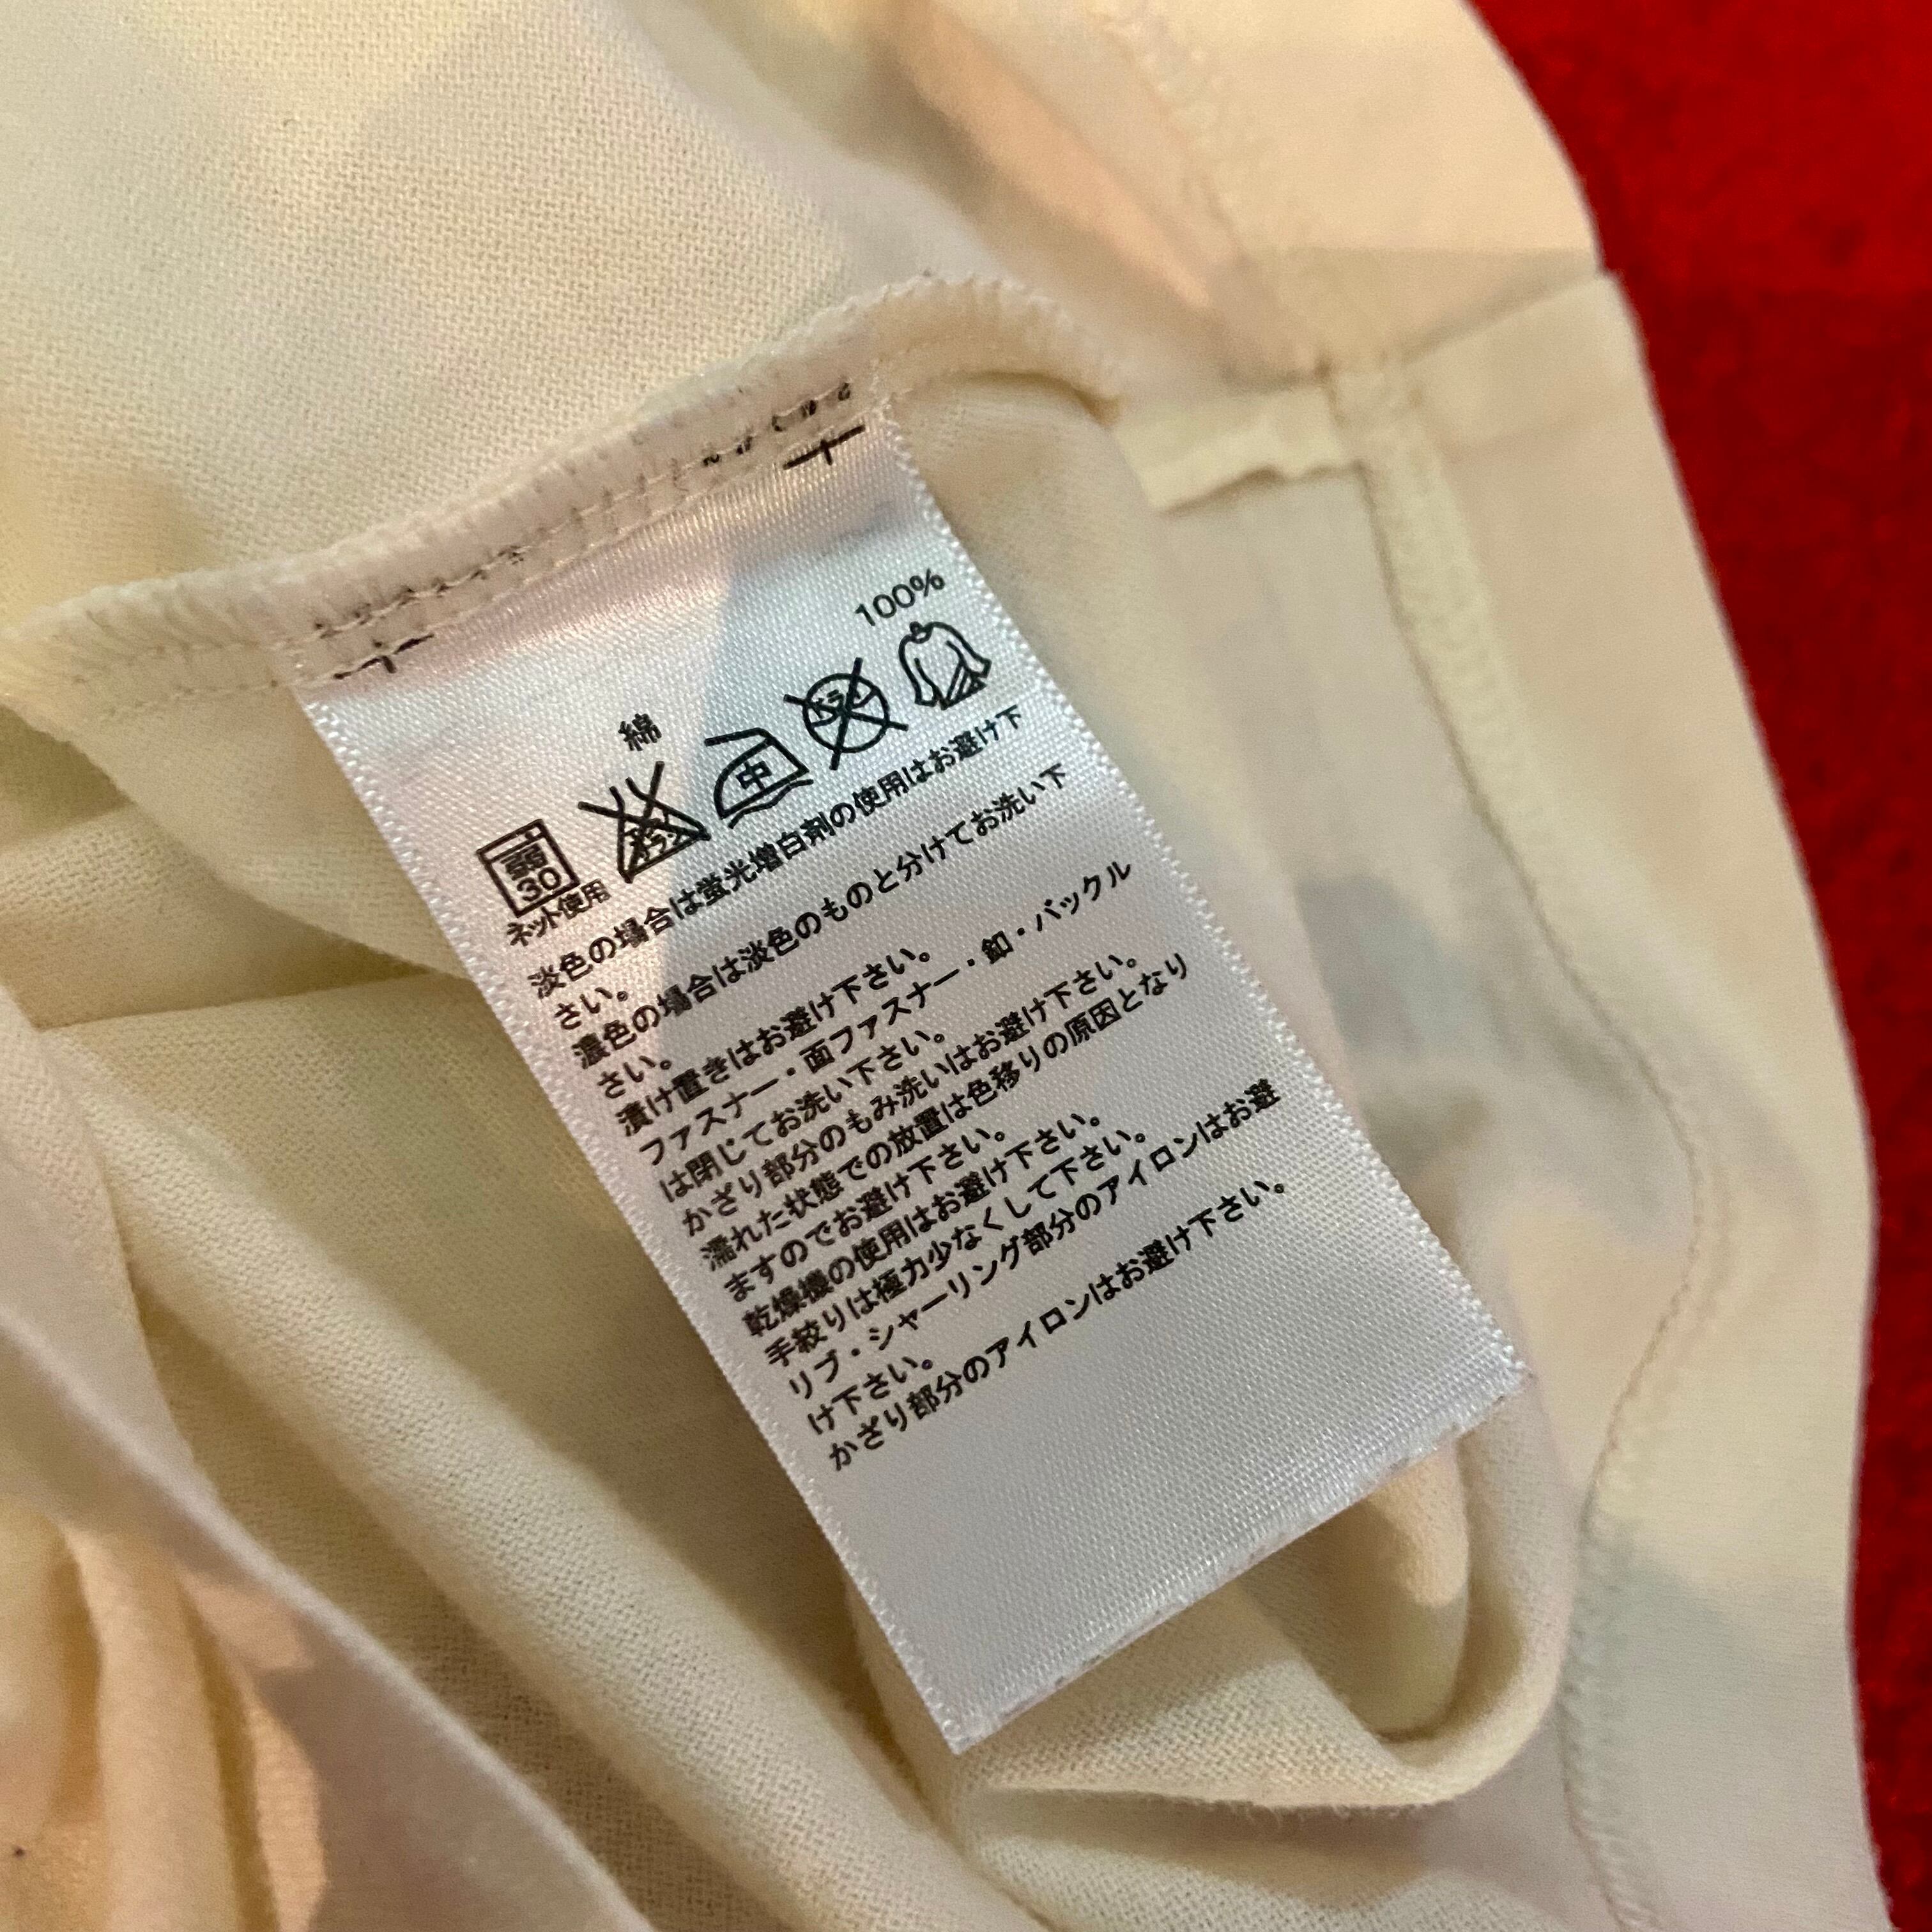 綿 100%
弱
30
エンソサラシ
中
ドライ
ネット使用
淡色の場合は蛍光増白剤の使用はお避け下
さい。
濃色の場合は淡色のものと分けてお洗い下
さい。
漬け置きはお避け下さい。
ファスナー・面ファスナー・釦・バックル
は閉じてお洗い下さい。
かざり部分のもみ洗いはお避け下さい。
濡れた状態での放置は色移りの原因となり
ますのでお避け下さい。
乾燥機の使用はお避け下さい。
手絞りは極力少なくして下さい。
リブ・シャーリング部分のアイロンはお避
け下さい。
かざり部分のアイロンはお避け下さい。